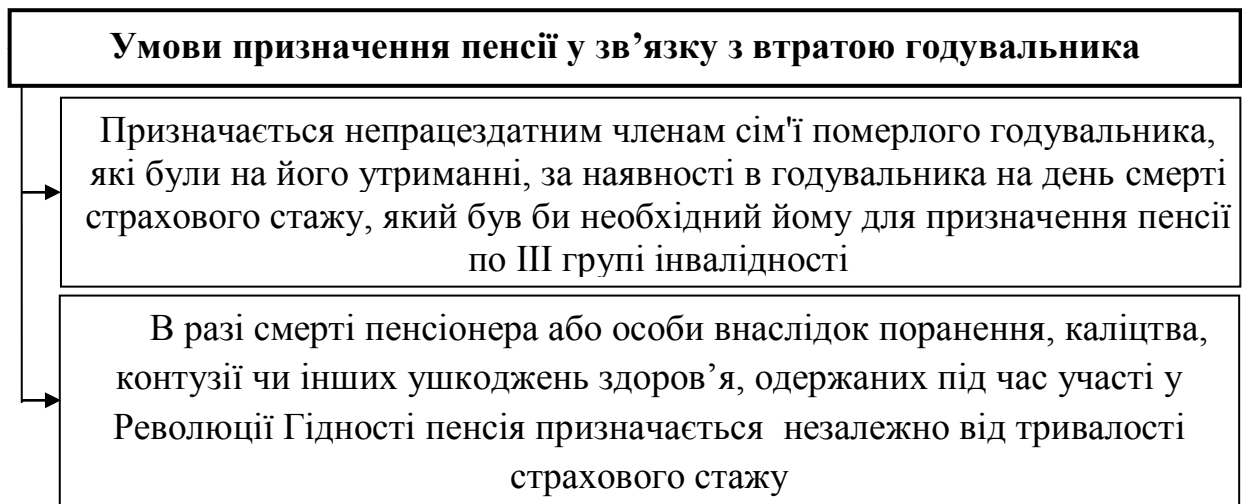 Умови призначення пенсії у зв’язку з втратою годувальника
Призначається непрацездатним членам сім'ї померлого годувальника,
які були на його утриманні, за наявності в годувальника на день смерті
страхового стажу, який був би необхідний йому для призначення пенсії
по ІІІ групі інвалідності
В разі смерті пенсіонера або особи внаслідок поранення, каліцтва,
контузії чи інших ушкоджень здоров’я, одержаних під час участі у
Революції Гідності пенсія призначається незалежно від тривалості
страхового стажу